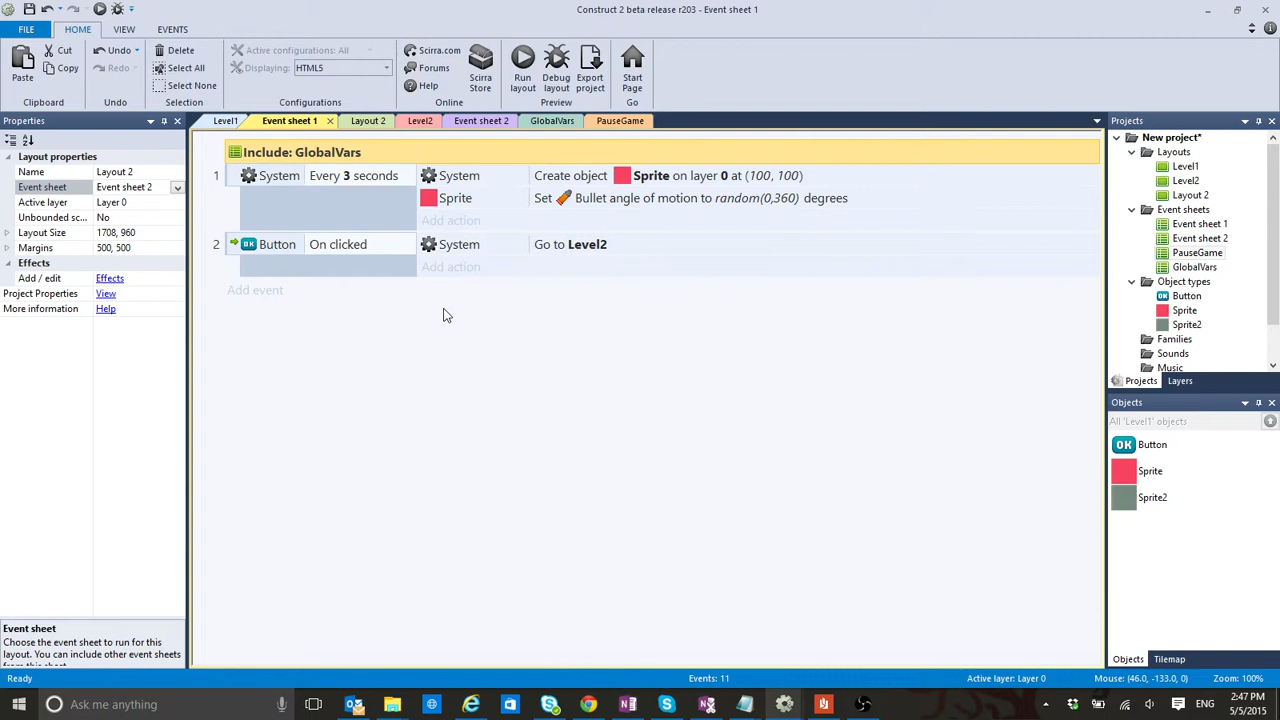 Construct 2 beta release r203 - Event sheet 1
FILE HOME VIEW EVENTS
Paste Cut Copy Clipboard
Undo Redo Undo
Delete Select All Select None Selection
Active configurations: All
Displaying: HTML5
Configurations
Scirra.com Forums Help
Scirra Store
Online
Run layout Debug layout Export project
Preview
Start Page
Go
Properties
Level1 Event sheet 1 Layout 2 Level2 Event sheet 2 GlobalVars PauseGame
Layout properties
Name Layout 2
Event sheet Event sheet 2
Active layer Layer 0
Unbounded sc... No
Layout Size 1708, 960
Margins 500, 500
Effects
Add / edit Effects
Project Properties View
More information Help
Event sheet
Choose the event sheet to run for this
layout. You can include other event sheets
from this sheet.
Include: GlobalVars
1 System Every 3 seconds System Create object Sprite on layer 0 at (100, 100)
Sprite Set Bullet angle of motion to random(0,360) degrees
Add action
2 Button On clicked System Go to Level2
Add action
Add event
Projects
New project*
Layouts
Level1
Level2
Layout 2
Event sheets
Event sheet 1
Event sheet 2
PauseGame
GlobalVars
Object types
Button
Sprite
Sprite2
Families
Sounds
Music
Projects Layers
Objects
All 'Level1' objects
OK Button
Sprite
Sprite2
Objects Tilemap
Ready Events: 11 Active layer: Layer 0 Mouse: (46.0, -133.0, 0) Zoom: 100%
Ask me anything
ENG
2:47 PM
5/5/2015